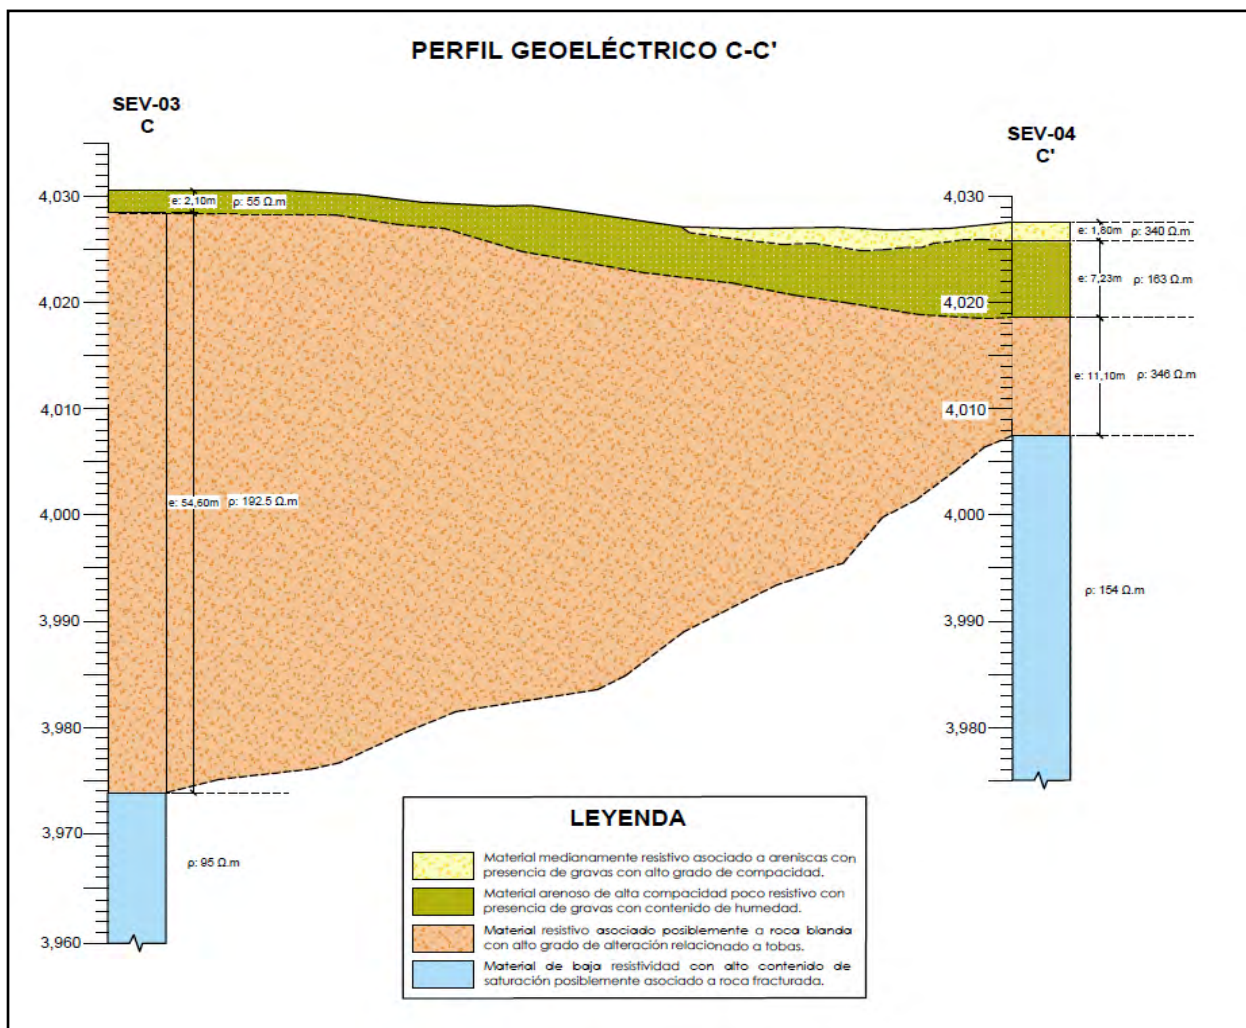 PERFIL GEOELÉCTRICO C-C'
SEV-03
C
SEV-04
C'
4,030
4,020
4,010
4,000
3,990
3,980
3,970
3,960
e: 2,10m ρ: 55 Ω.m
e: 54,60m ρ: 192.5 Ω.m
ρ: 95 Ω.m
4,030
4,020
4,010
4,000
3,990
3,980
e: 1,80m ρ: 340 Ω.m
e: 7,23m ρ: 163 Ω.m
e: 11,10m ρ: 346 Ω.m
ρ: 154 Ω.m
LEYENDA
Material medianamente resistivo asociado a areniscas con
presencia de gravas con alto grado de compacidad.
Material arenoso de alta compacidad poco resistivo con
presencia de gravas con contenido de humedad.
Material resistivo asociado posiblemente a roca blanda
con alto grado de alteración relacionado a tobas.
Material de baja resistividad con alto contenido de
saturación posiblemente asociado a roca fracturada.